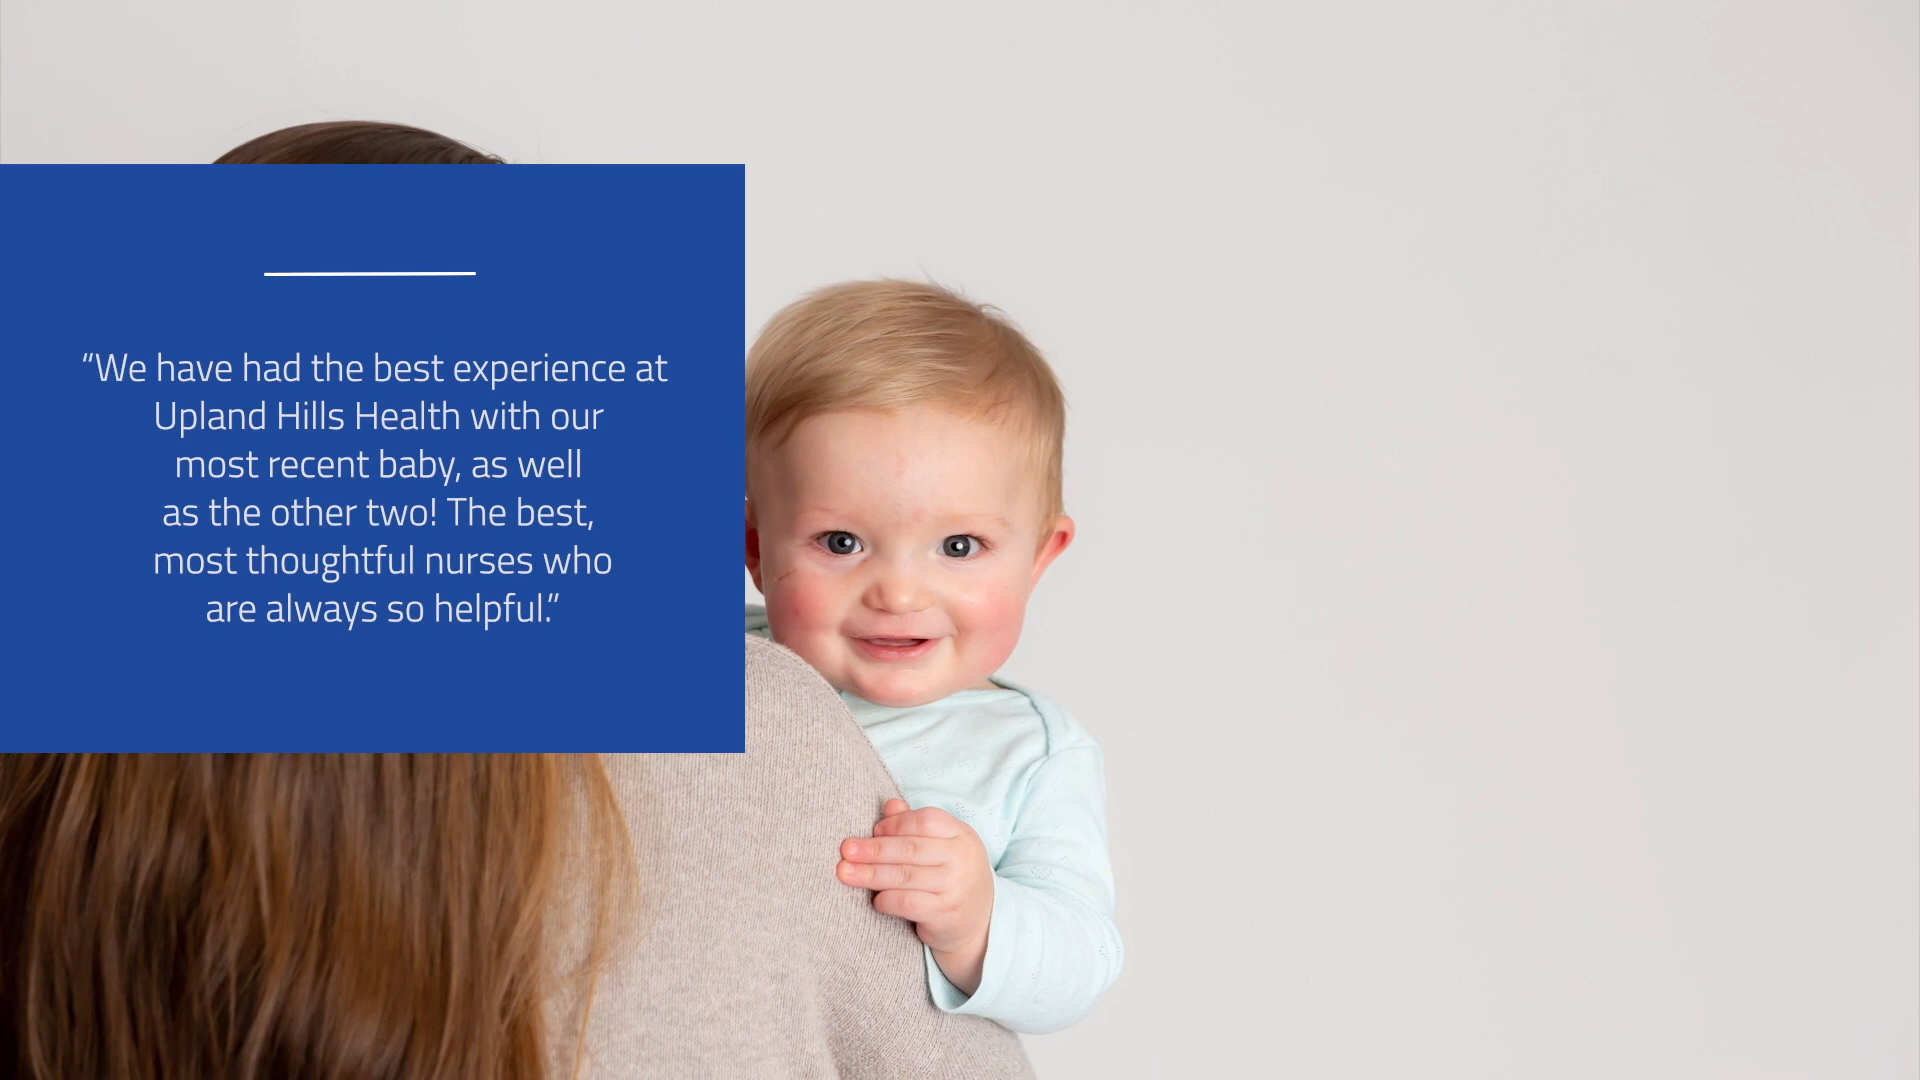 “We have had the best experience at
Upland Hills Health with our
most recent baby, as well
as the other two! The best,
most thoughtful nurses who
are always so helpful.”